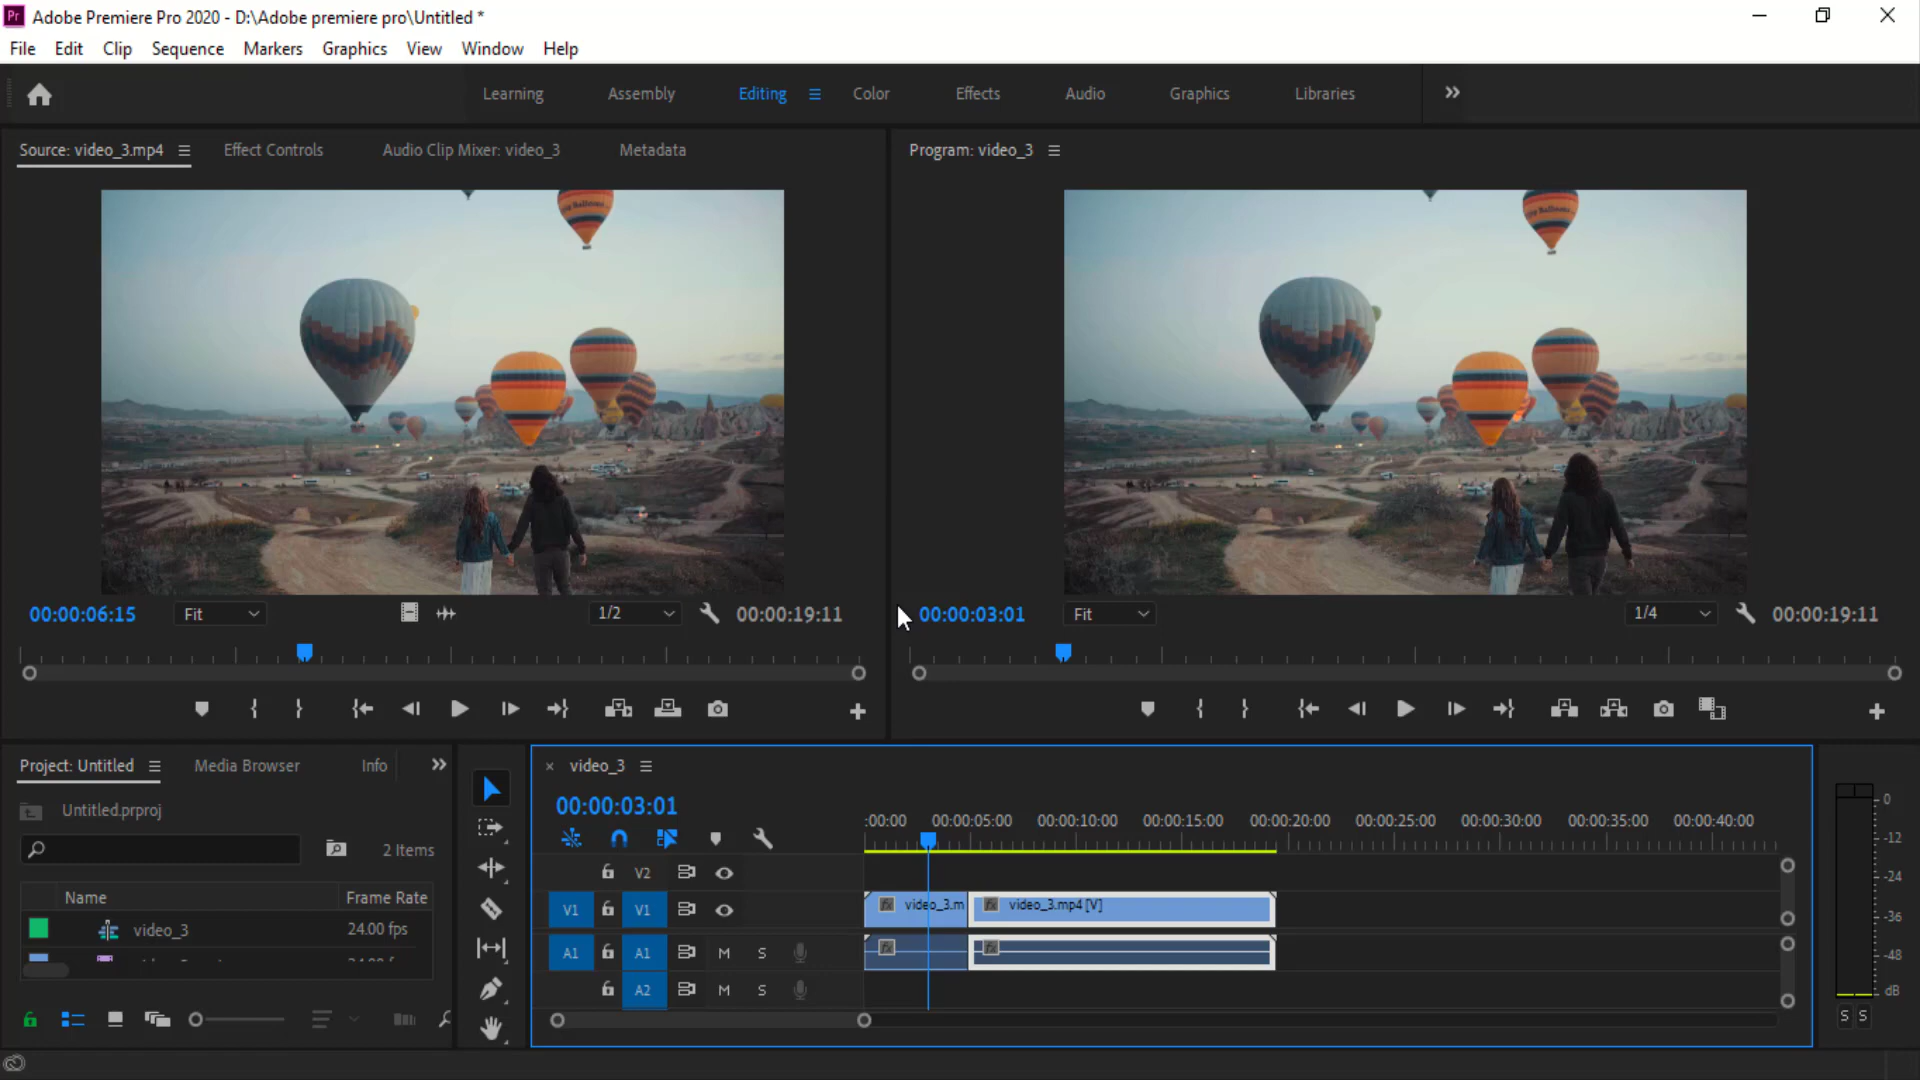 Pr Adobe Premiere Pro 2020 - D:\Adobe premiere pro\Untitled *
File Edit Clip Sequence Markers Graphics View Window Help
Learning Assembly Editing Color Effects Audio Graphics Libraries
Source: video_3.mp4 Effect Controls Audio Clip Mixer: video_3 Metadata
Program: video_3
00:00:06:15 Fit 1/2 00:00:19:11
00:00:03:01 Fit 1/4 00:00:19:11
Project: Untitled Media Browser Info
Untitled.prproj
2 Items
Name Frame Rate
video_3 24.00 fps
video_3
00:00:03:01
:00:00 00:00:05:00 00:00:10:00 00:00:15:00 00:00:20:00 00:00:25:00 00:00:30:00 00:00:35:00 00:00:40:00
V2
V1 V1 fx video_3.m fx video_3.mp4 [V]
A1 A1 M S fx fx
A2 M S
0
-12
-24
-36
-48
dB
S S